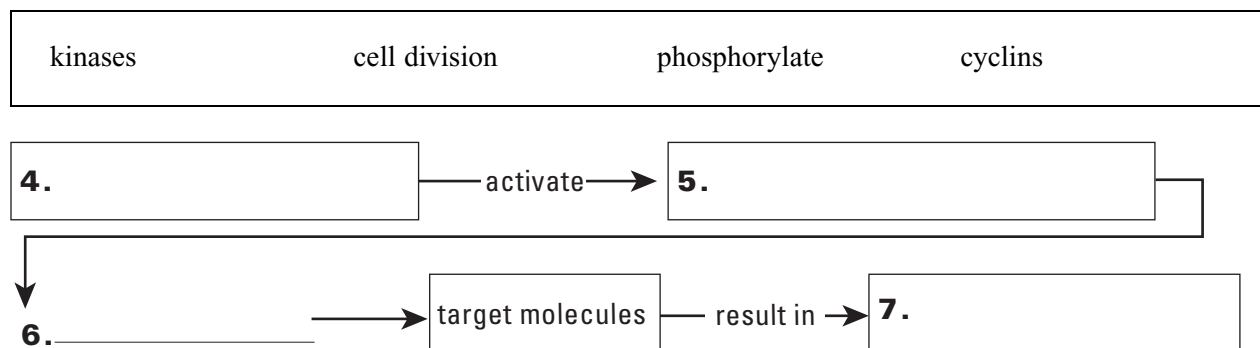 kinases cell division phosphorylate cyclins
4. activate 5.
6. target molecules result in 7.